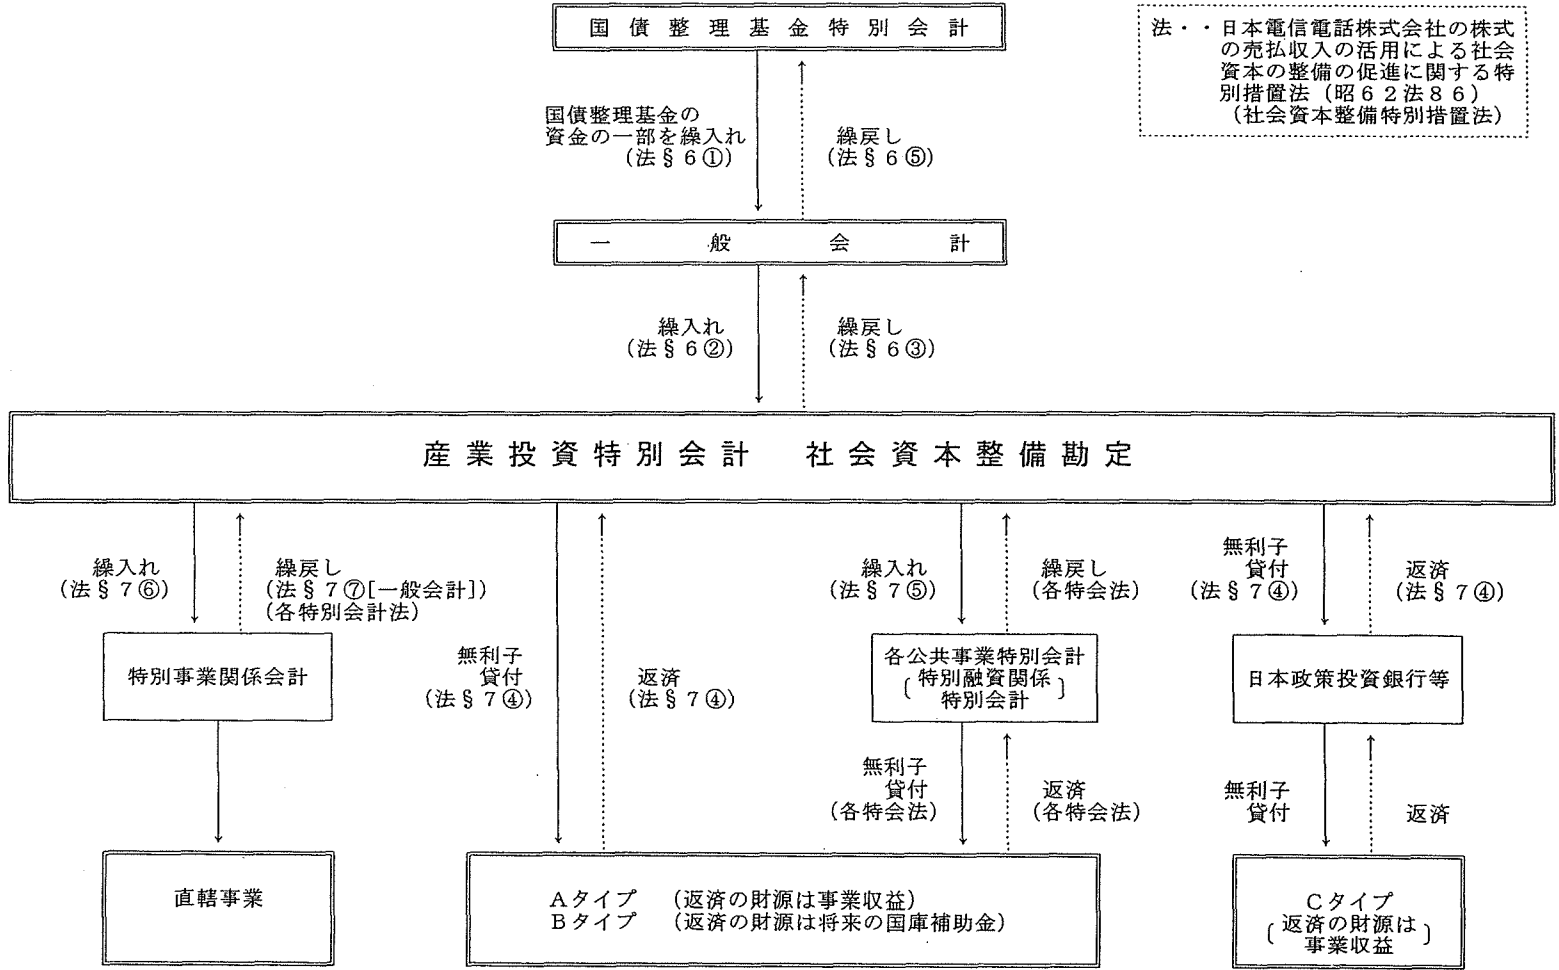 国債整理基金特別会計
法・・日本電信電話株式会社の株式
の売払収入の活用による社会
資本の整備の促進に関する特
別措置法（昭６２法８６）
（社会資本整備特別措置法）
国債整理基金の
資金の一部を繰入れ
（法§６①）
繰戻し
（法§６⑤）
一般会計
繰入れ
（法§６②）
繰戻し
（法§６③）
産業投資特別会計　社会資本整備勘定
繰入れ
（法§７⑥）
繰戻し
（法§７⑦[一般会計]）
（各特別会計法）
無利子
貸付
（法§７④）
返済
（法§７④）
繰入れ
（法§７⑤）
繰戻し
（各特会法）
無利子
貸付
（法§７④）
返済
（法§７④）
特別事業関係会計
各公共事業特別会計
〔特別融資関係
特別会計〕
日本政策投資銀行等
無利子
貸付
（各特会法）
返済
（各特会法）
無利子
貸付
返済
直轄事業
Ａタイプ　（返済の財源は事業収益）
Ｂタイプ　（返済の財源は将来の国庫補助金）
Ｃタイプ
〔返済の財源は
事業収益〕